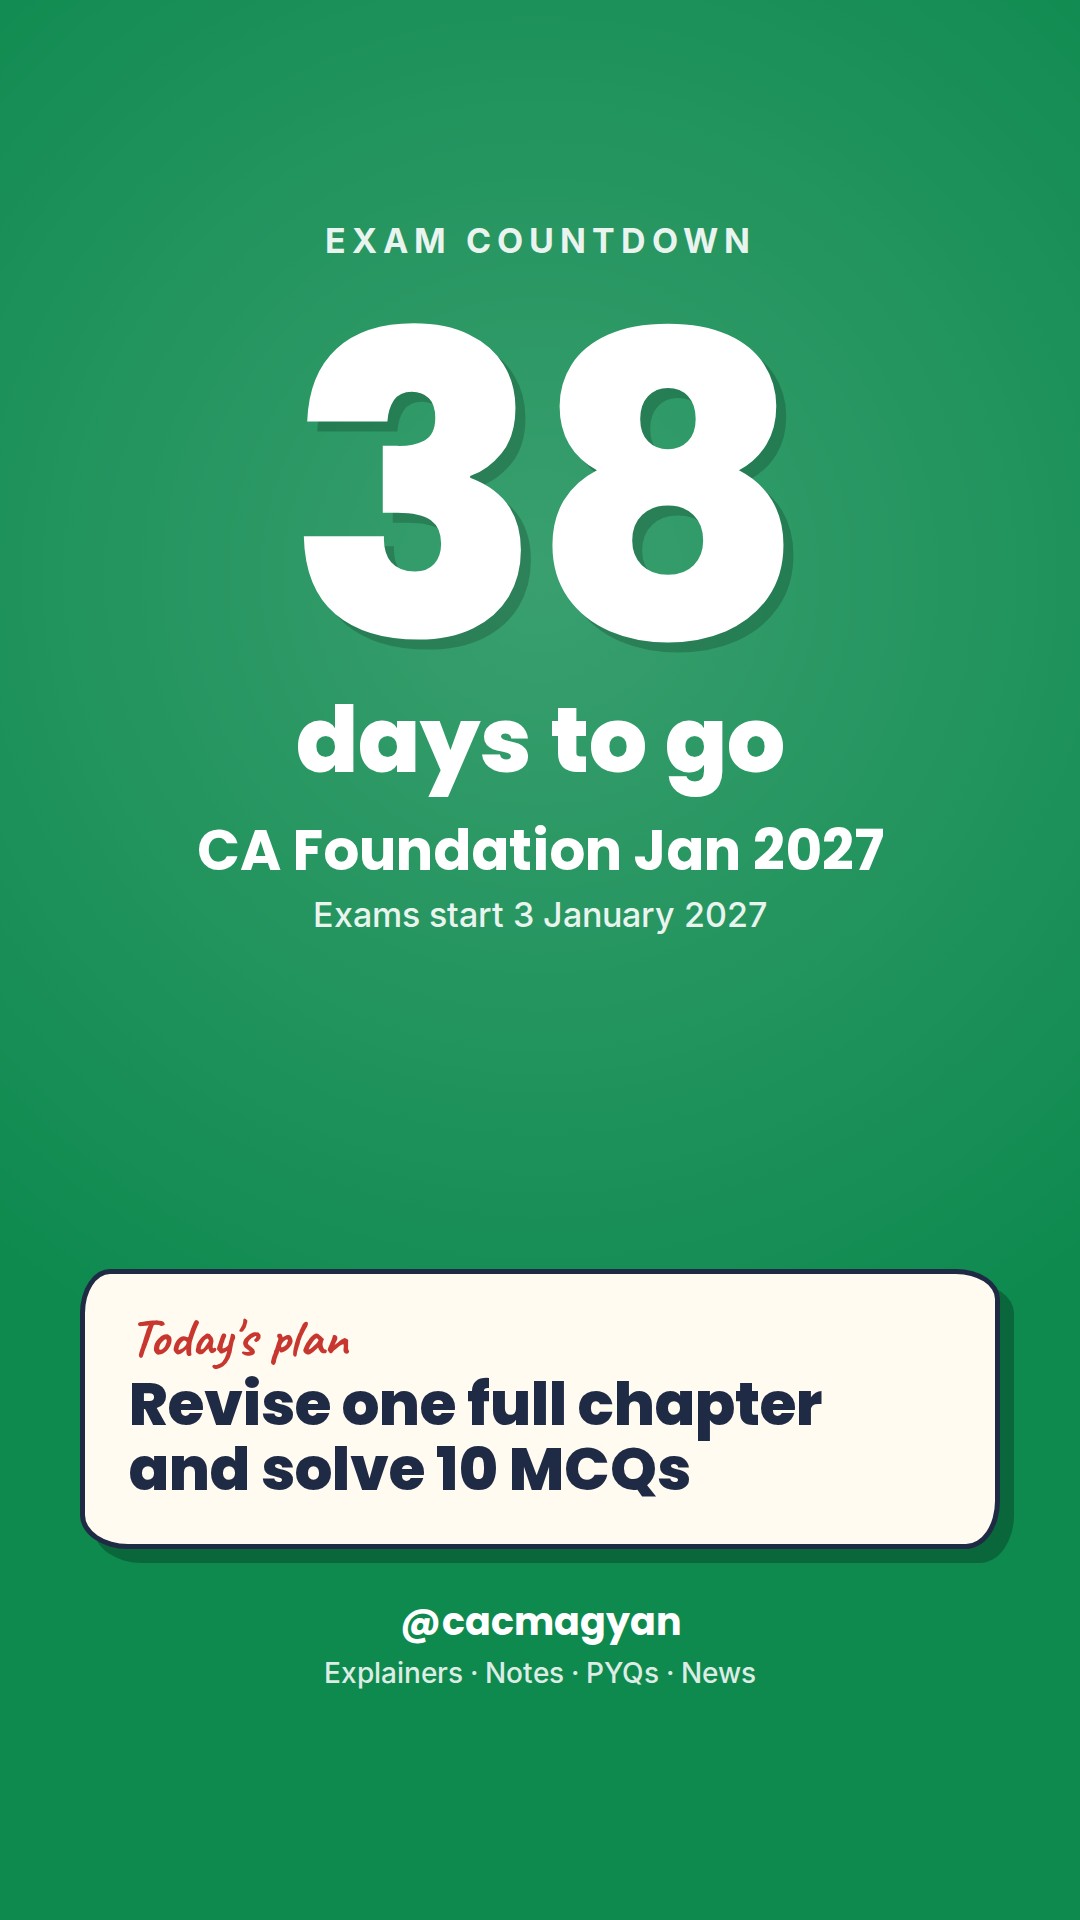 EXAM COUNTDOWN
38
days to go
CA Foundation Jan 2027
Exams start 3 January 2027
Today's plan
Revise one full chapter
and solve 10 MCQs
@cacmagyan
Explainers · Notes · PYQs · News